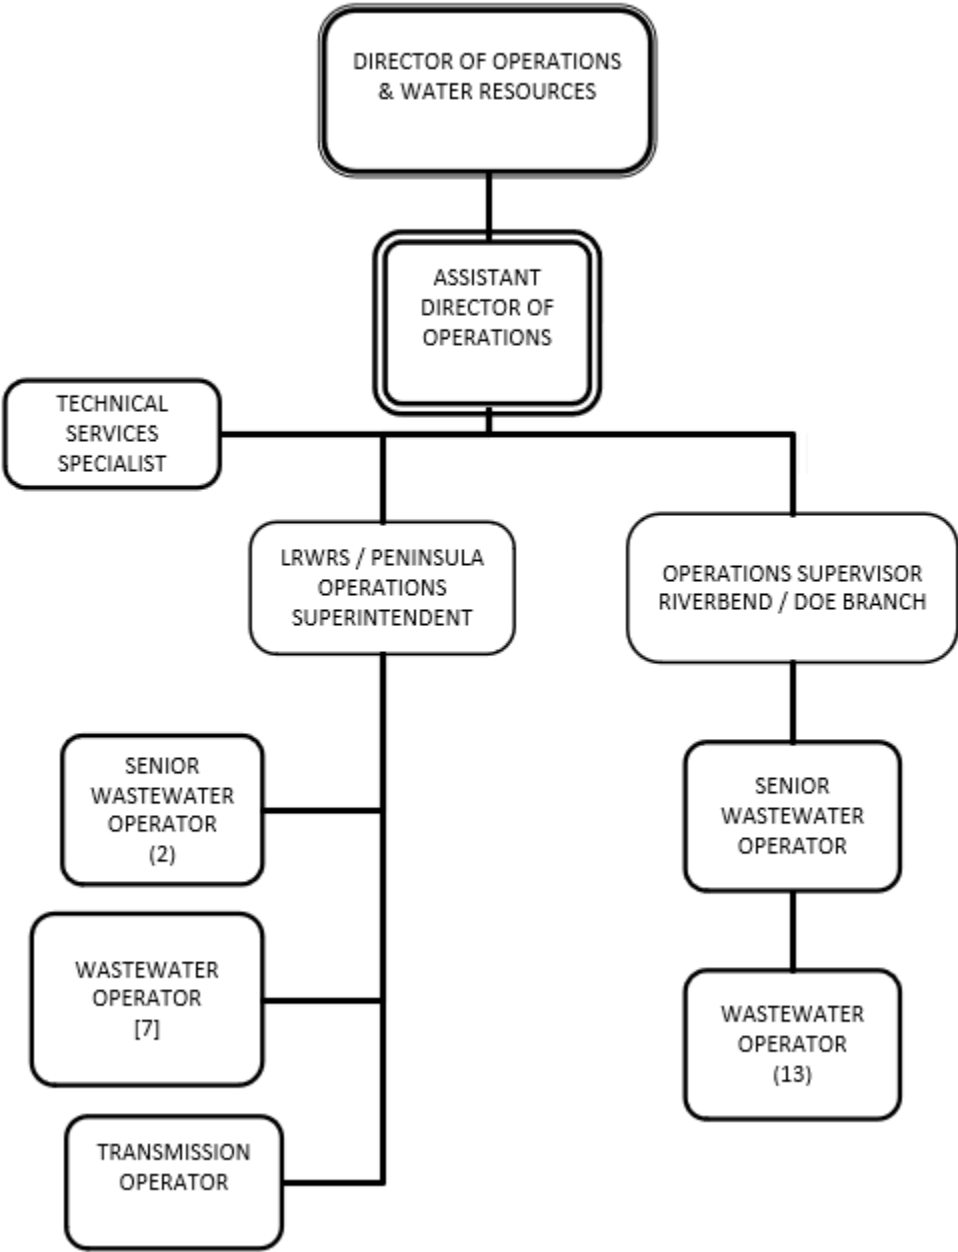 DIRECTOR OF OPERATIONS
& WATER RESOURCES
ASSISTANT
DIRECTOR OF
OPERATIONS
TECHNICAL
SERVICES
SPECIALIST
LRWRS / PENINSULA
OPERATIONS
SUPERINTENDENT
OPERATIONS SUPERVISOR
RIVERBEND / DOE BRANCH
SENIOR
WASTEWATER
OPERATOR
(2)
WASTEWATER
OPERATOR
[7]
TRANSMISSION
OPERATOR
SENIOR
WASTEWATER
OPERATOR
WASTEWATER
OPERATOR
(13)